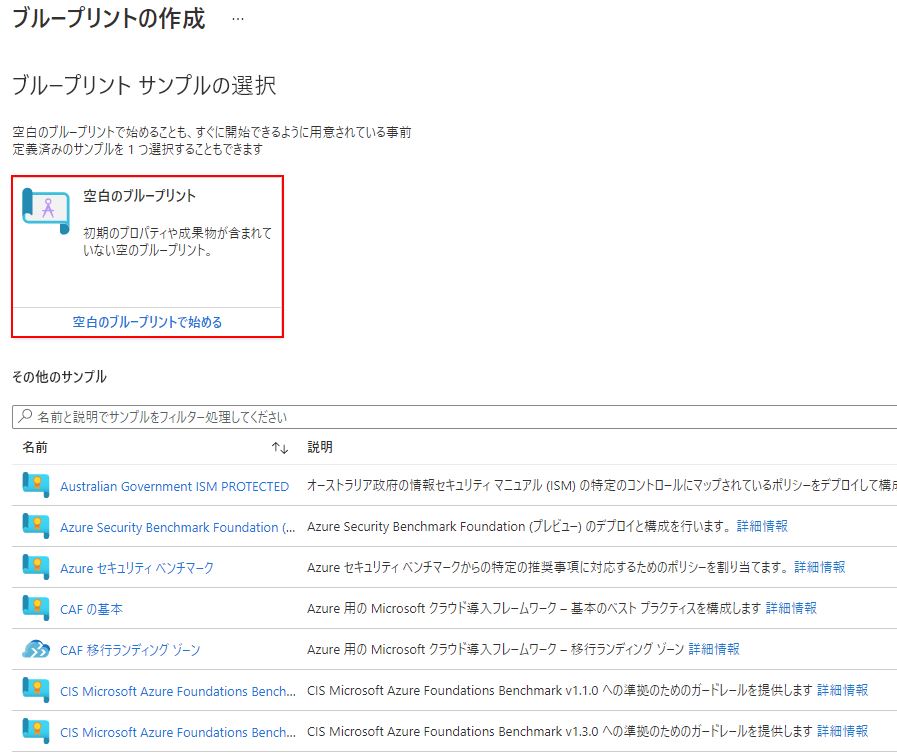 ブループリントの作成 …
ブループリント サンプルの選択
空白のブループリントで始めることも、すぐに開始できるように用意されている事前
定義済みのサンプルを 1 つ選択することもできます
空白のブループリント
初期のプロパティや成果物が含まれて
いない空のブループリント。
空白のブループリントで始める
その他のサンプル
名前と説明でサンプルをフィルター処理してください
名前 ↑↓ 説明
Australian Government ISM PROTECTED オーストラリア政府の情報セキュリティ マニュアル (ISM) の特定のコントロールにマップされているポリシーをデプロイして構成
Azure Security Benchmark Foundation (... Azure Security Benchmark Foundation (プレビュー) のデプロイと構成を行います。 詳細情報
Azure セキュリティ ベンチマーク Azure セキュリティ ベンチマークからの特定の推奨事項に対応するためのポリシーを割り当てます。 詳細情報
CAF の基本 Azure 用の Microsoft クラウド導入フレームワーク – 基本のベスト プラクティスを構成します 詳細情報
CAF 移行ランディング ゾーン Azure 用の Microsoft クラウド導入フレームワーク – 移行ランディング ゾーン 詳細情報
CIS Microsoft Azure Foundations Bench... CIS Microsoft Azure Foundations Benchmark v1.1.0 への準拠のためのガードレールを提供します 詳細情報
CIS Microsoft Azure Foundations Bench... CIS Microsoft Azure Foundations Benchmark v1.3.0 への準拠のためのガードレールを提供します 詳細情報